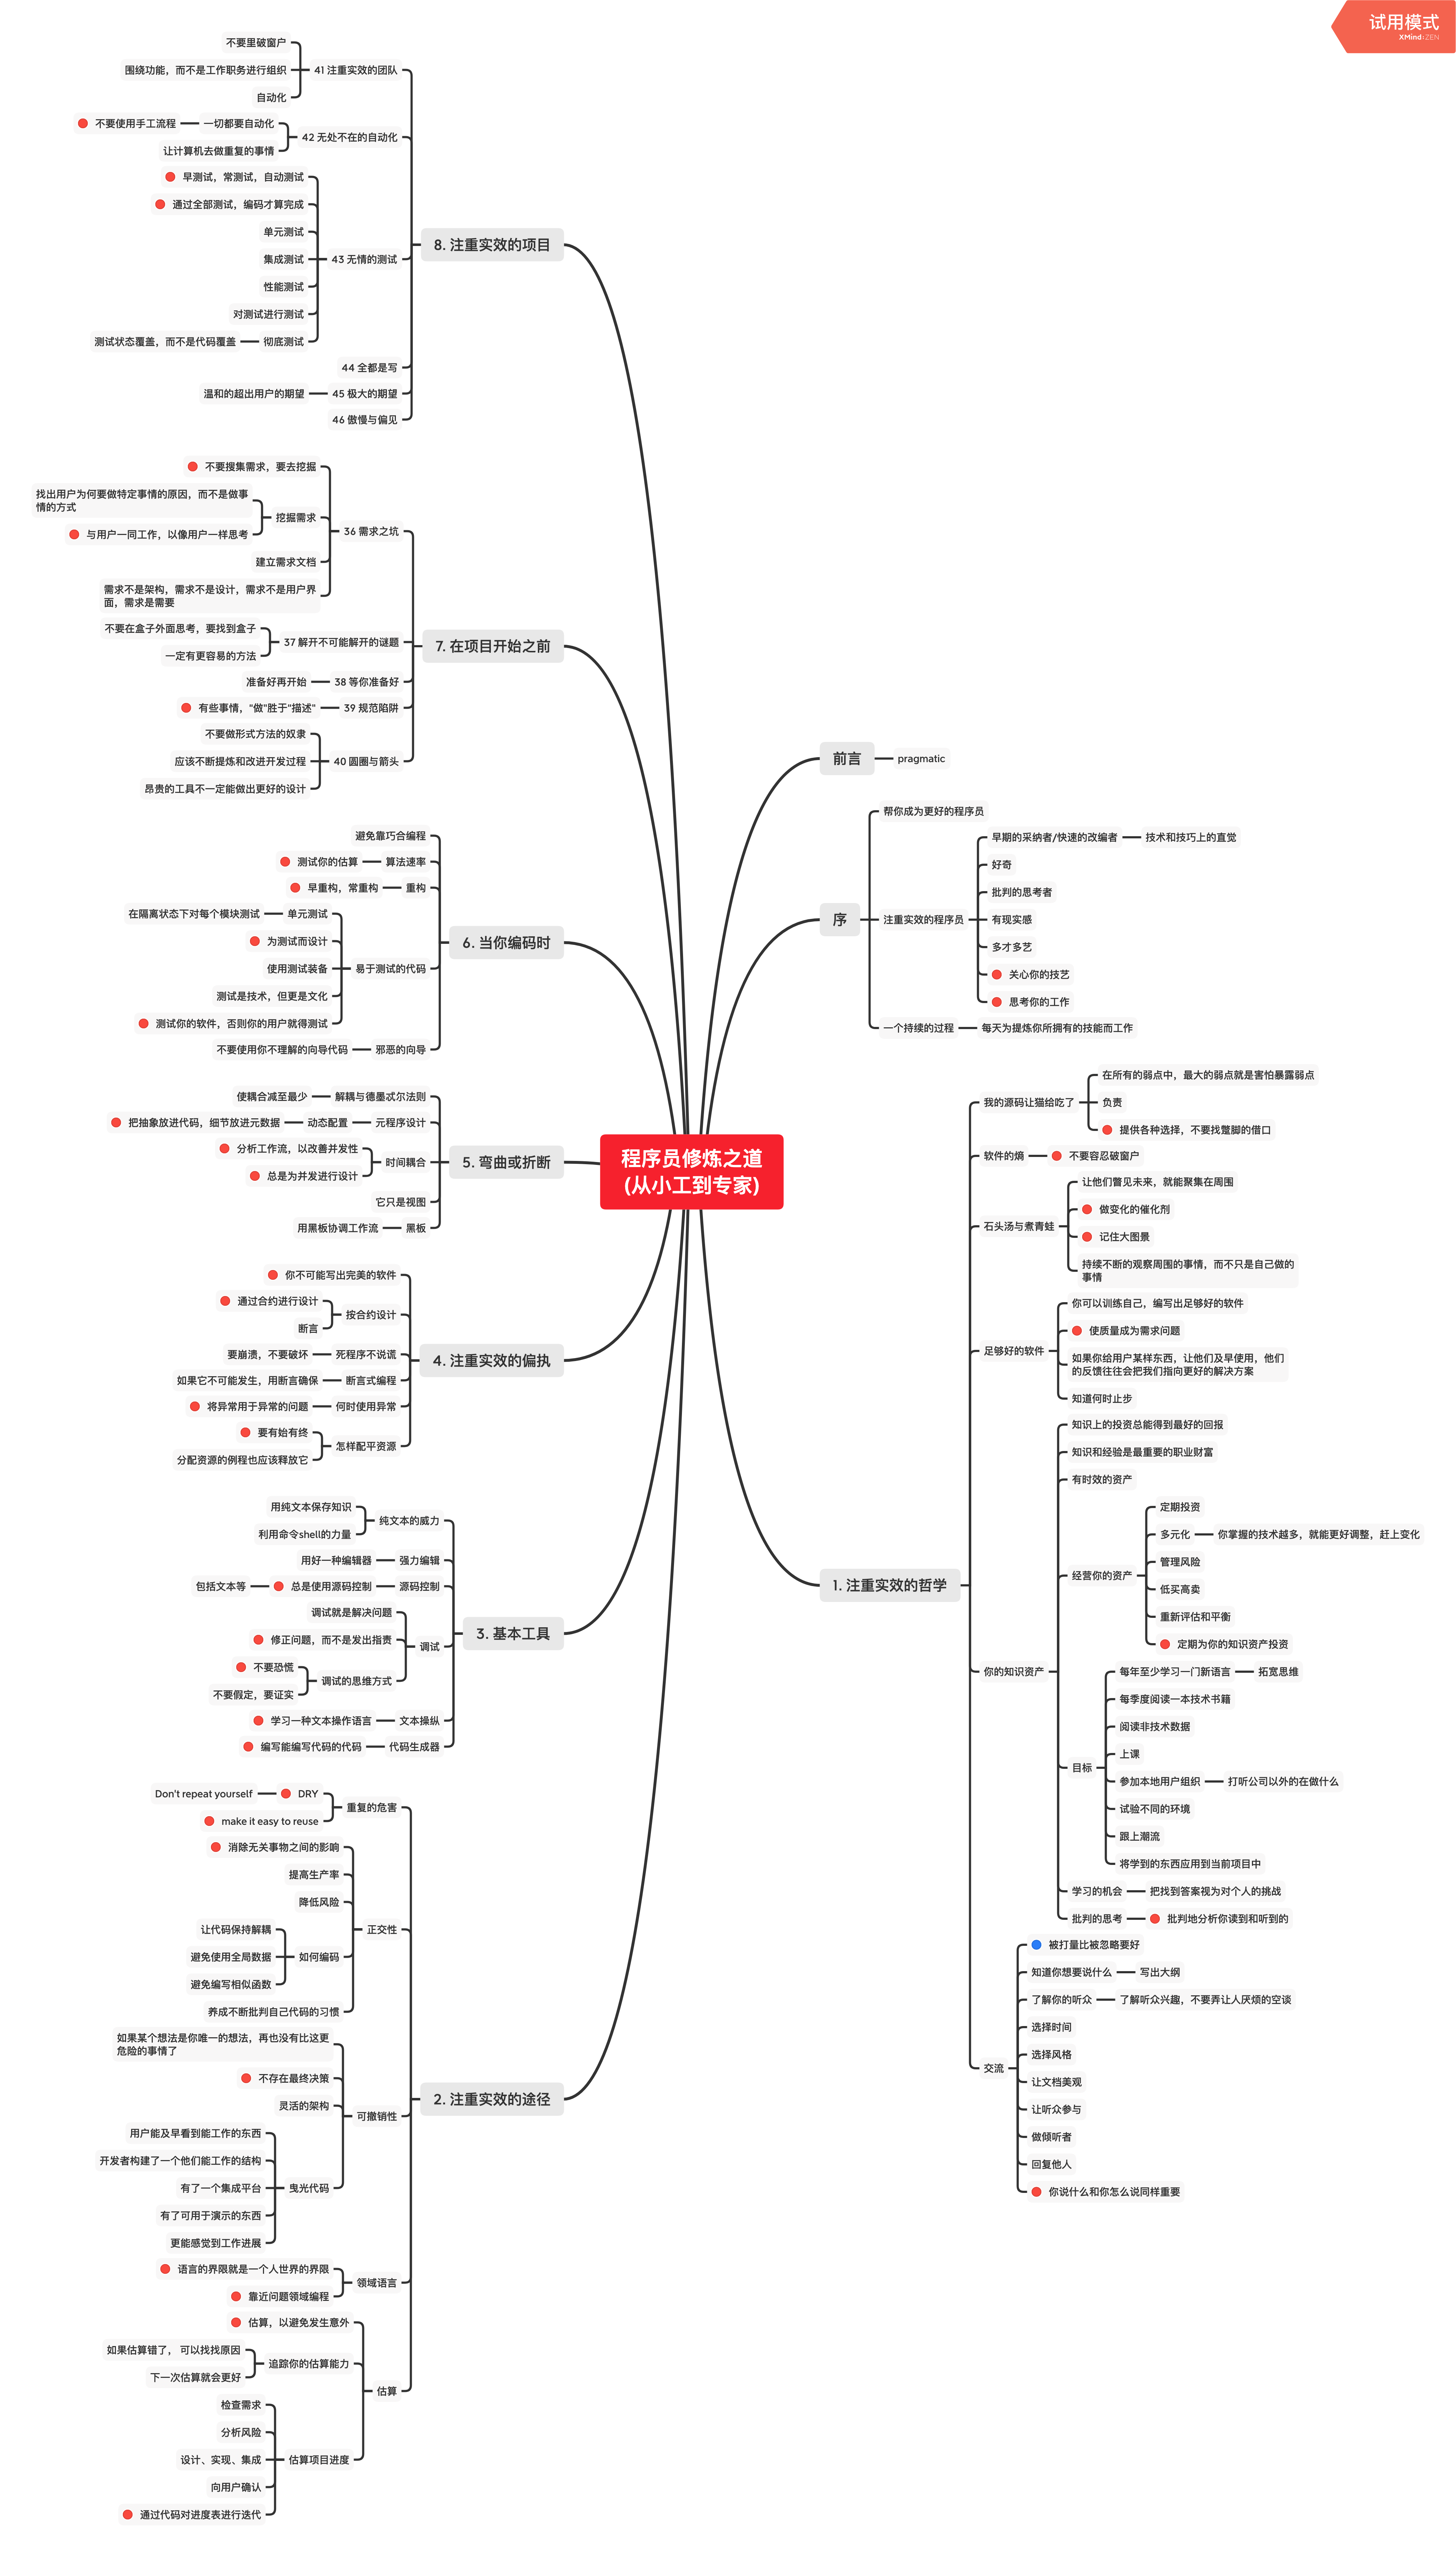 试用模式
XMind:ZEN
程序员修炼之道
(从小工到专家)
前言
pragmatic
序
帮你成为更好的程序员
注重实效的程序员
早期的采纳者/快速的改编者
技术和技巧上的直觉
好奇
批判的思考者
有现实感
多才多艺
关心你的技艺
思考你的工作
一个持续的过程
每天为提炼你所拥有的技能而工作
1. 注重实效的哲学
我的源码让猫给吃了
在所有的弱点中，最大的弱点就是害怕暴露弱点
负责
提供各种选择，不要找蹩脚的借口
软件的熵
不要容忍破窗户
石头汤与煮青蛙
让他们瞥见未来，就能聚集在周围
做变化的催化剂
记住大图景
持续不断的观察周围的事情，而不只是自己做的
事情
足够好的软件
你可以训练自己，编写出足够好的软件
使质量成为需求问题
如果你给用户某样东西，让他们及早使用，他们
的反馈往往会把我们指向更好的解决方案
知道何时止步
你的知识资产
知识上的投资总能得到最好的回报
知识和经验是最重要的职业财富
有时效的资产
经营你的资产
定期投资
多元化
你掌握的技术越多，就能更好调整，赶上变化
管理风险
低买高卖
重新评估和平衡
定期为你的知识资产投资
目标
每年至少学习一门新语言
拓宽思维
每季度阅读一本技术书籍
阅读非技术数据
上课
参加本地用户组织
打听公司以外的在做什么
试验不同的环境
跟上潮流
将学到的东西应用到当前项目中
学习的机会
把找到答案视为对个人的挑战
批判的思考
批判地分析你读到和听到的
交流
被打量比被忽略要好
知道你想要说什么
写出大纲
了解你的听众
了解听众兴趣，不要弄让人厌烦的空谈
选择时间
选择风格
让文档美观
让听众参与
做倾听者
回复他人
你说什么和你怎么说同样重要
2. 注重实效的途径
重复的危害
DRY
Don't repeat yourself
make it easy to reuse
正交性
消除无关事物之间的影响
提高生产率
降低风险
如何编码
让代码保持解耦
避免使用全局数据
避免编写相似函数
养成不断批判自己代码的习惯
可撤销性
如果某个想法是你唯一的想法，再也没有比这更
危险的事情了
不存在最终决策
灵活的架构
曳光代码
用户能及早看到能工作的东西
开发者构建了一个他们能工作的结构
有了一个集成平台
有了可用于演示的东西
更能感觉到工作进展
领域语言
语言的界限就是一个人世界的界限
靠近问题领域编程
估算
估算，以避免发生意外
追踪你的估算能力
如果估算错了， 可以找找原因
下一次估算就会更好
估算项目进度
检查需求
分析风险
设计、实现、集成
向用户确认
通过代码对进度表进行迭代
3. 基本工具
纯文本的威力
用纯文本保存知识
利用命令shell的力量
强力编辑
用好一种编辑器
源码控制
总是使用源码控制
包括文本等
调试
调试就是解决问题
修正问题，而不是发出指责
调试的思维方式
不要恐慌
不要假定，要证实
文本操纵
学习一种文本操作语言
代码生成器
编写能编写代码的代码
4. 注重实效的偏执
你不可能写出完美的软件
按合约设计
通过合约进行设计
断言
死程序不说谎
要崩溃，不要破坏
断言式编程
如果它不可能发生，用断言确保
何时使用异常
将异常用于异常的问题
怎样配平资源
要有始有终
分配资源的例程也应该释放它
5. 弯曲或折断
解耦与德墨忒尔法则
使耦合减至最少
元程序设计
动态配置
把抽象放进代码，细节放进元数据
时间耦合
分析工作流，以改善并发性
总是为并发进行设计
它只是视图
黑板
用黑板协调工作流
6. 当你编码时
避免靠巧合编程
算法速率
测试你的估算
重构
早重构，常重构
易于测试的代码
单元测试
在隔离状态下对每个模块测试
为测试而设计
使用测试装备
测试是技术，但更是文化
测试你的软件，否则你的用户就得测试
邪恶的向导
不要使用你不理解的向导代码
7. 在项目开始之前
36 需求之坑
不要搜集需求，要去挖掘
挖掘需求
找出用户为何要做特定事情的原因，而不是做事
情的方式
与用户一同工作，以像用户一样思考
建立需求文档
需求不是架构，需求不是设计，需求不是用户界
面，需求是需要
37 解开不可能解开的谜题
不要在盒子外面思考，要找到盒子
一定有更容易的方法
38 等你准备好
准备好再开始
39 规范陷阱
有些事情，"做"胜于"描述"
40 圆圈与箭头
不要做形式方法的奴隶
应该不断提炼和改进开发过程
昂贵的工具不一定能做出更好的设计
8. 注重实效的项目
41 注重实效的团队
不要里破窗户
围绕功能，而不是工作职务进行组织
自动化
42 无处不在的自动化
一切都要自动化
不要使用手工流程
让计算机去做重复的事情
43 无情的测试
早测试，常测试，自动测试
通过全部测试，编码才算完成
单元测试
集成测试
性能测试
对测试进行测试
彻底测试
测试状态覆盖，而不是代码覆盖
44 全都是写
45 极大的期望
温和的超出用户的期望
46 傲慢与偏见